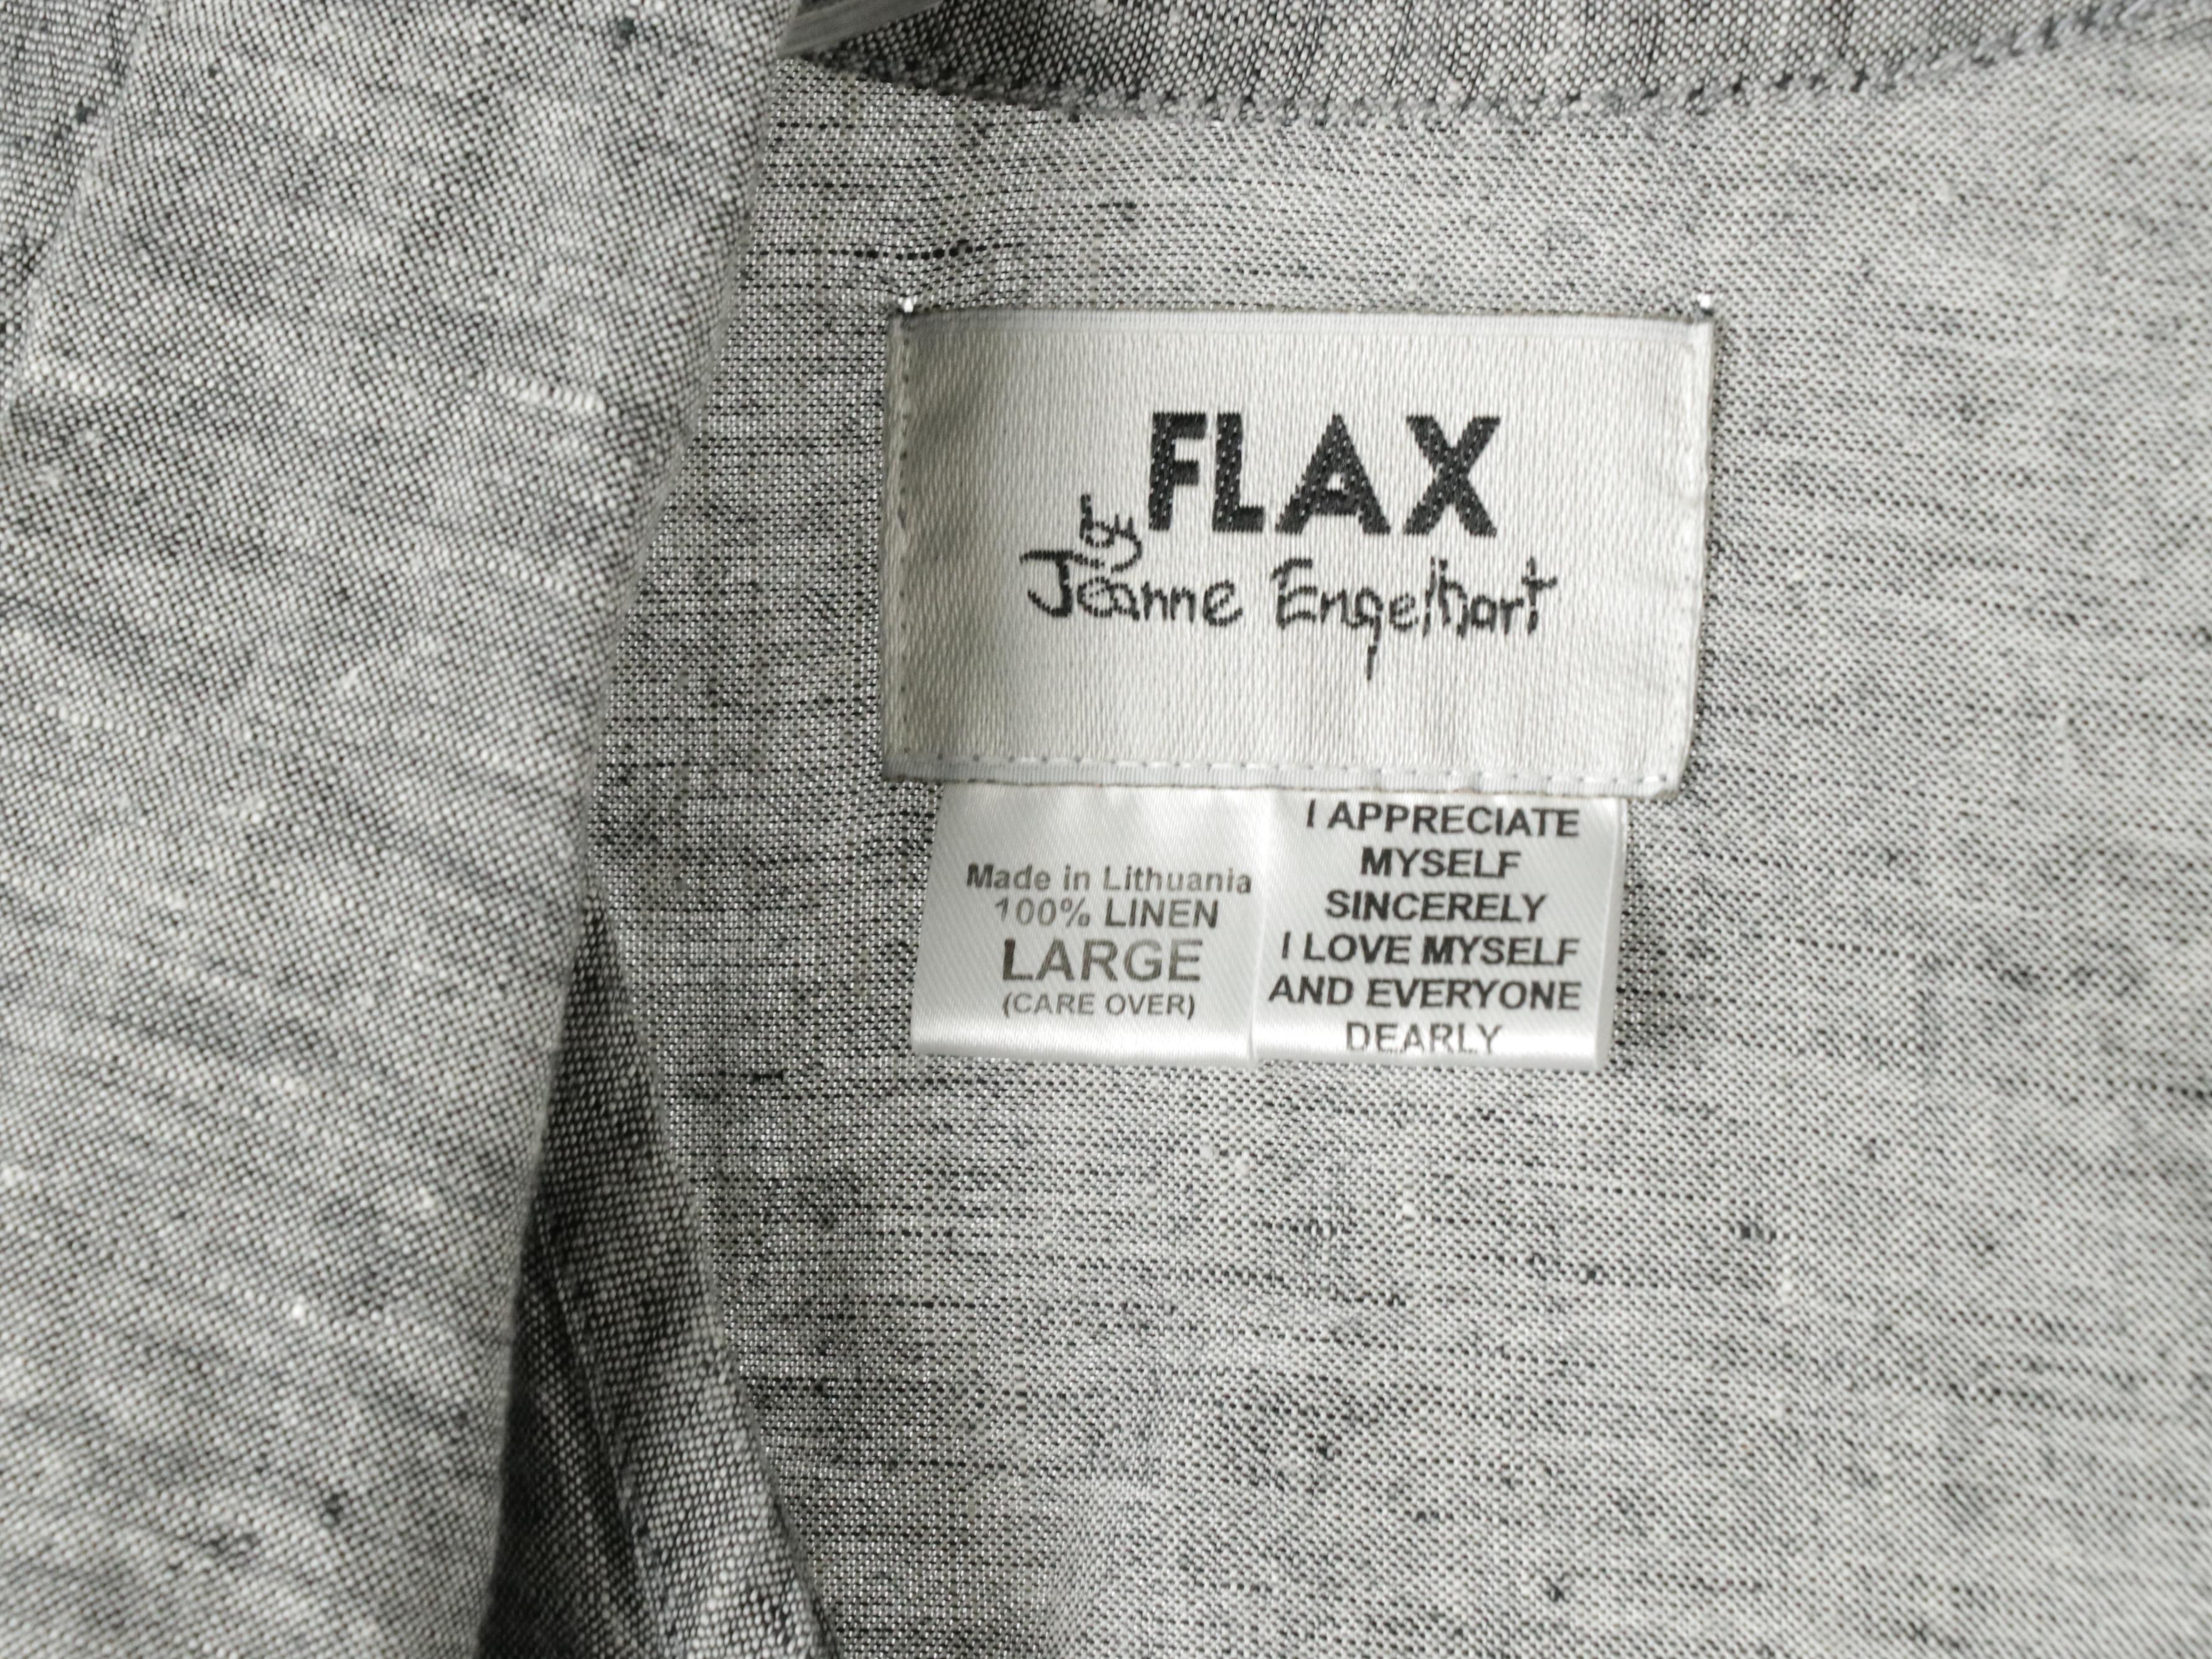 FLAX
by
Jeanne Engelhart
Made in Lithuania
100% LINEN
LARGE
(CARE OVER)
I APPRECIATE
MYSELF
SINCERELY
I LOVE MYSELF
AND EVERYONE
DEARLY